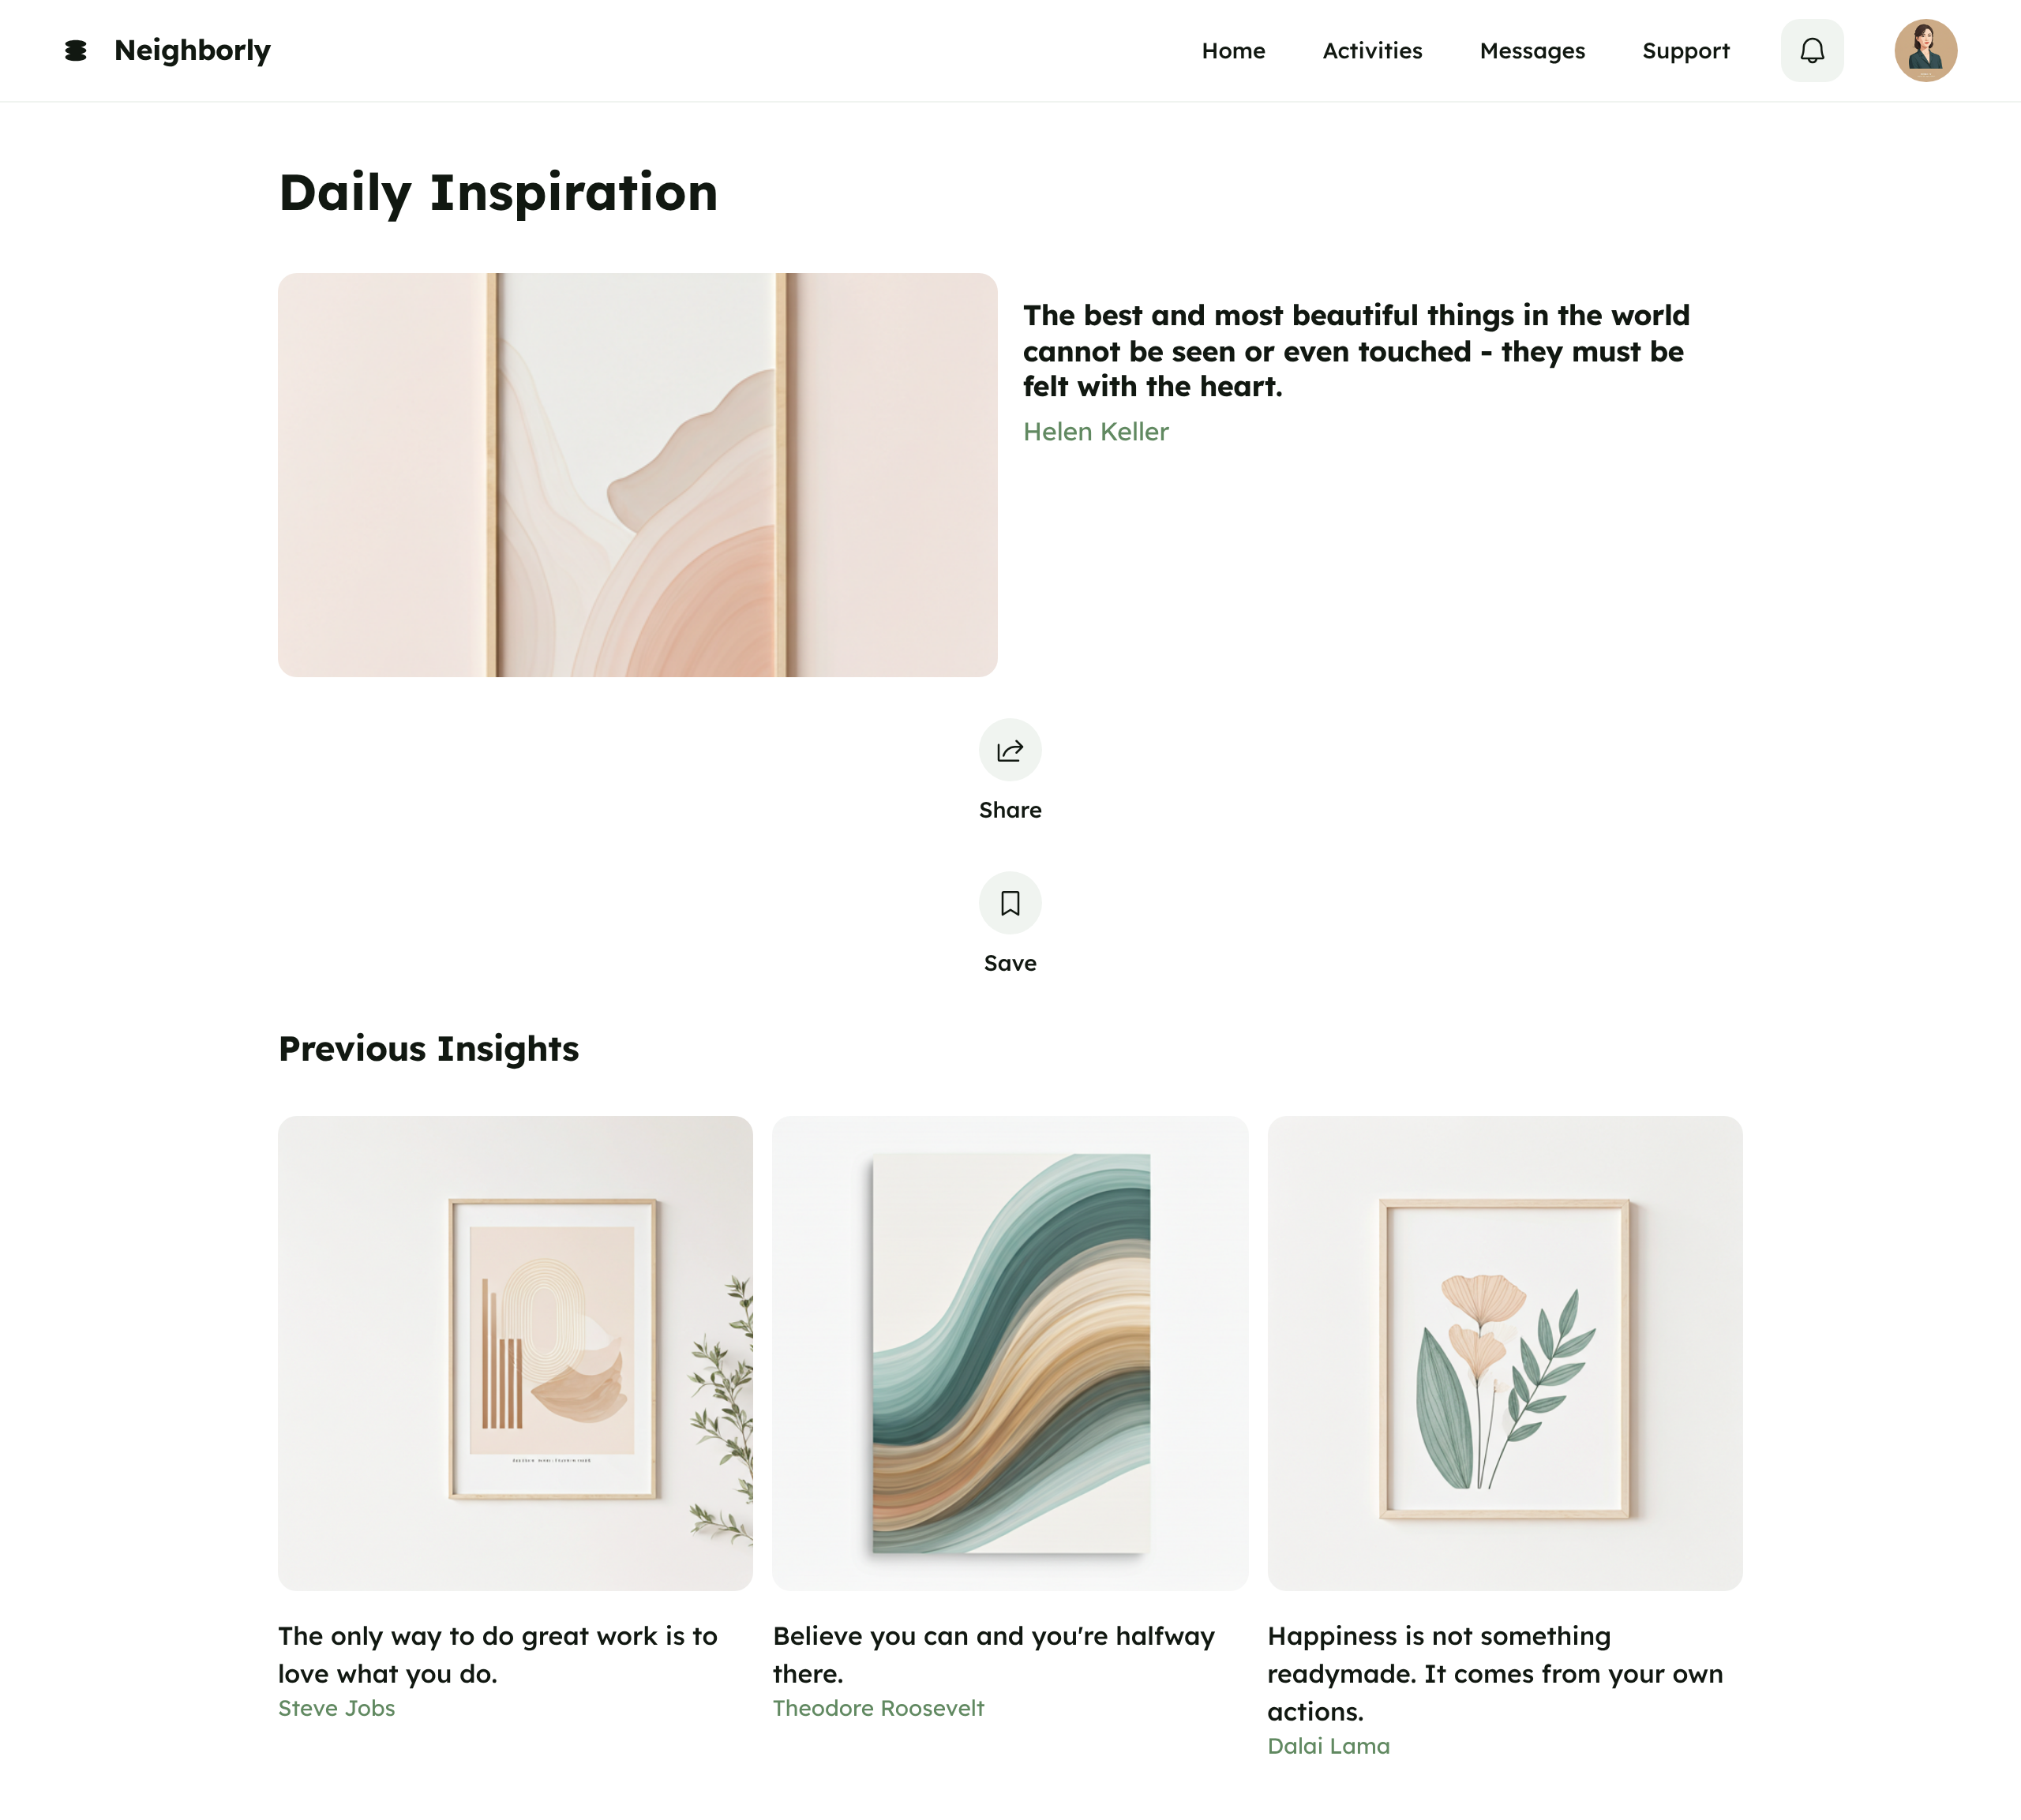 Neighborly
Home
Activities
Messages
Support
Daily Inspiration
The best and most beautiful things in the world
cannot be seen or even touched - they must be
felt with the heart.
Helen Keller
Share
Save
Previous Insights
The only way to do great work is to
love what you do.
Steve Jobs
Believe you can and you're halfway
there.
Theodore Roosevelt
Happiness is not something
readymade. It comes from your own
actions.
Dalai Lama